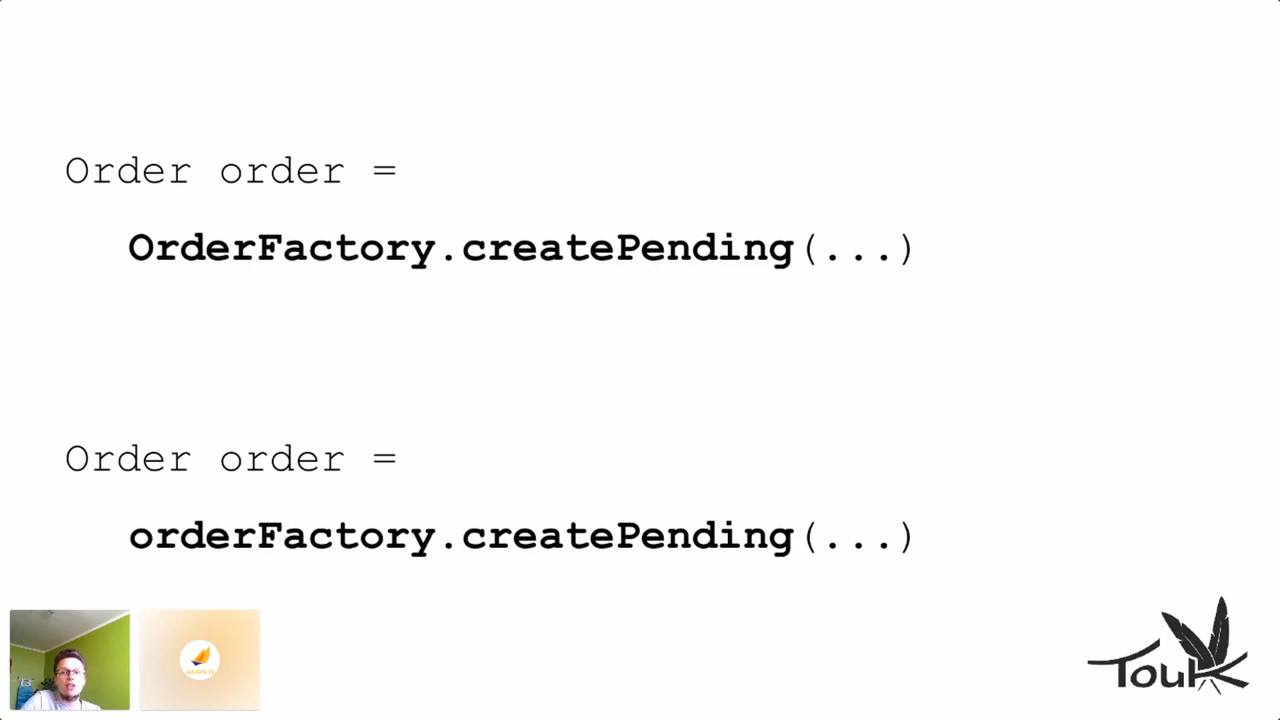 Order order =
OrderFactory.createPending(...)
Order order =
orderFactory.createPending(...)
Touk